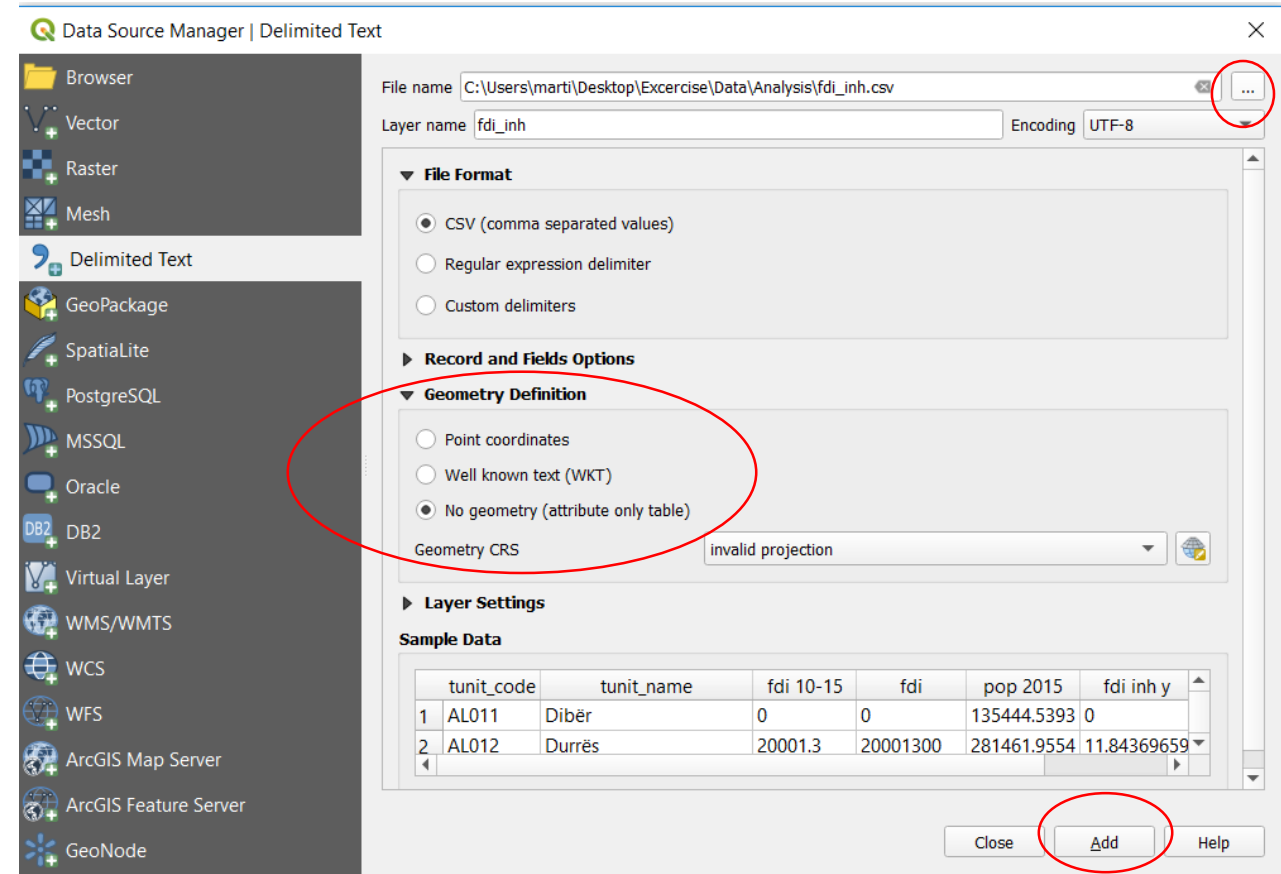 Data Source Manager | Delimited Text
Browser
Vector
Raster
Mesh
Delimited Text
GeoPackage
SpatiaLite
PostgreSQL
MSSQL
Oracle
DB2 DB2
Virtual Layer
WMS/WMTS
WCS
WFS
ArcGIS Map Server
ArcGIS Feature Server
GeoNode
File name C:\Users\marti\Desktop\Excercise\Data\Analysis\fdi_inh.csv ...
Layer name fdi_inh Encoding UTF-8
File Format
CSV (comma separated values)
Regular expression delimiter
Custom delimiters
Record and Fields Options
Geometry Definition
Point coordinates
Well known text (WKT)
No geometry (attribute only table)
Geometry CRS invalid projection
Layer Settings
Sample Data
tunit_code tunit_name fdi 10-15 fdi pop 2015 fdi inh y
1 AL011 Dibër 0 0 135444.5393 0
2 AL012 Durrës 20001.3 20001300 281461.9554 11.84369659
Close Add Help